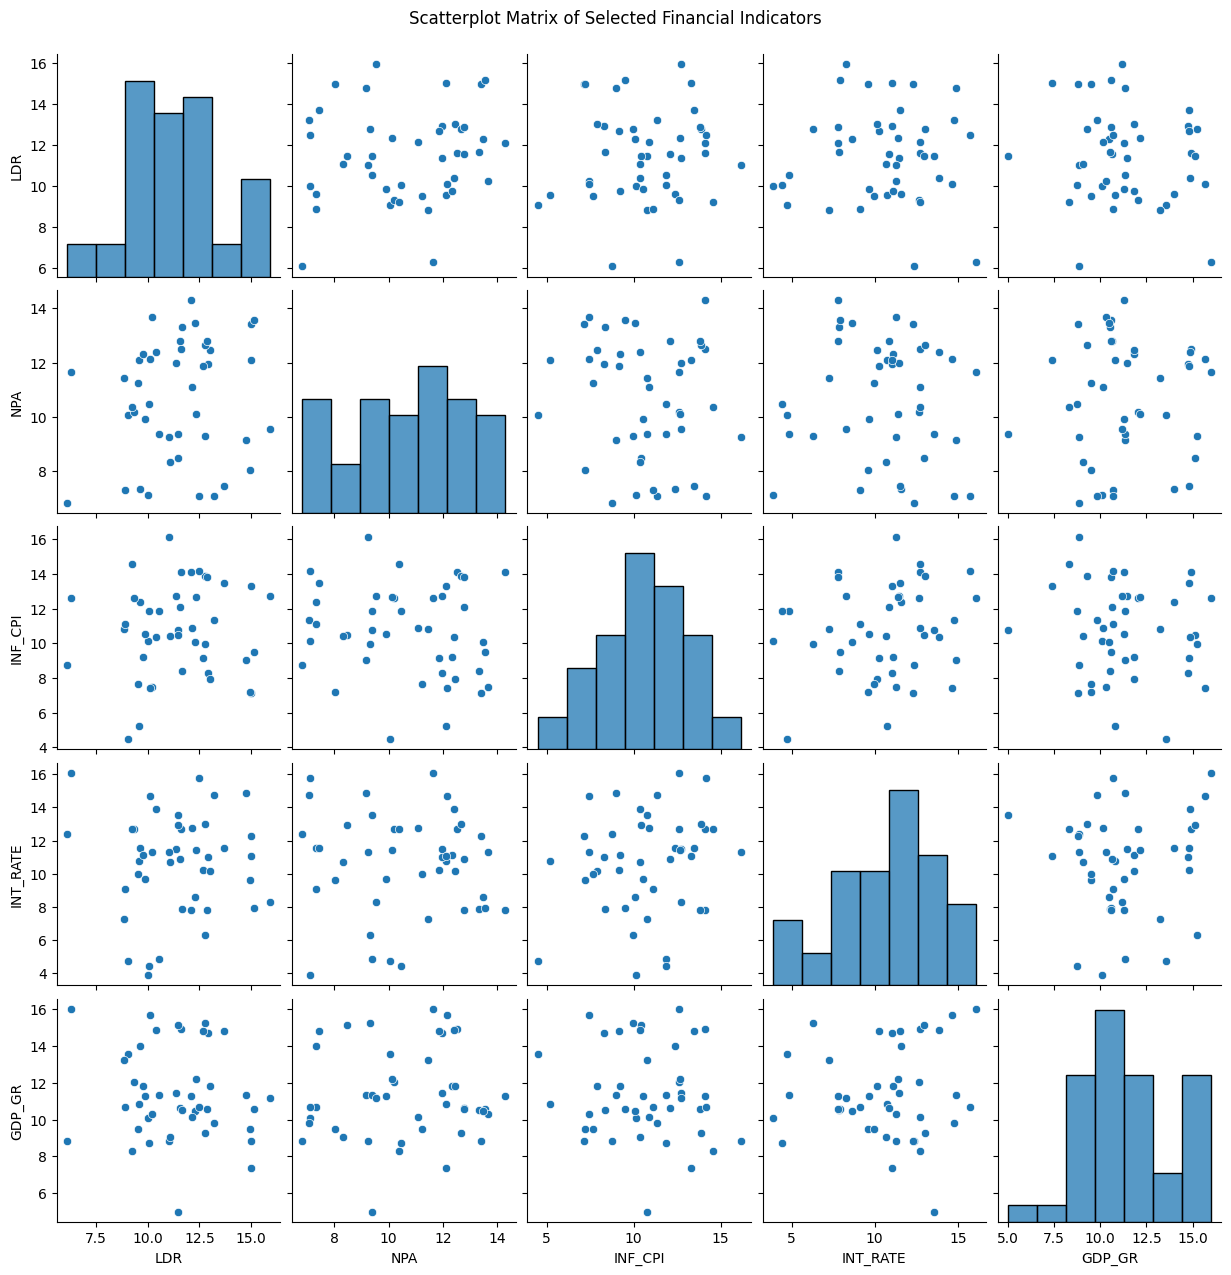 Scatterplot Matrix of Selected Financial Indicators
16
14
12
10
8
6
LDR
14
12
10
8
NPA
16
14
12
10
8
6
4
INF_CPI
16
14
12
10
8
6
4
INT_RATE
16
14
12
10
8
6
GDP_GR
7.5 10.0 12.5 15.0
LDR
8 10 12 14
NPA
5 10 15
INF_CPI
5 10 15
INT_RATE
5.0 7.5 10.0 12.5 15.0
GDP_GR